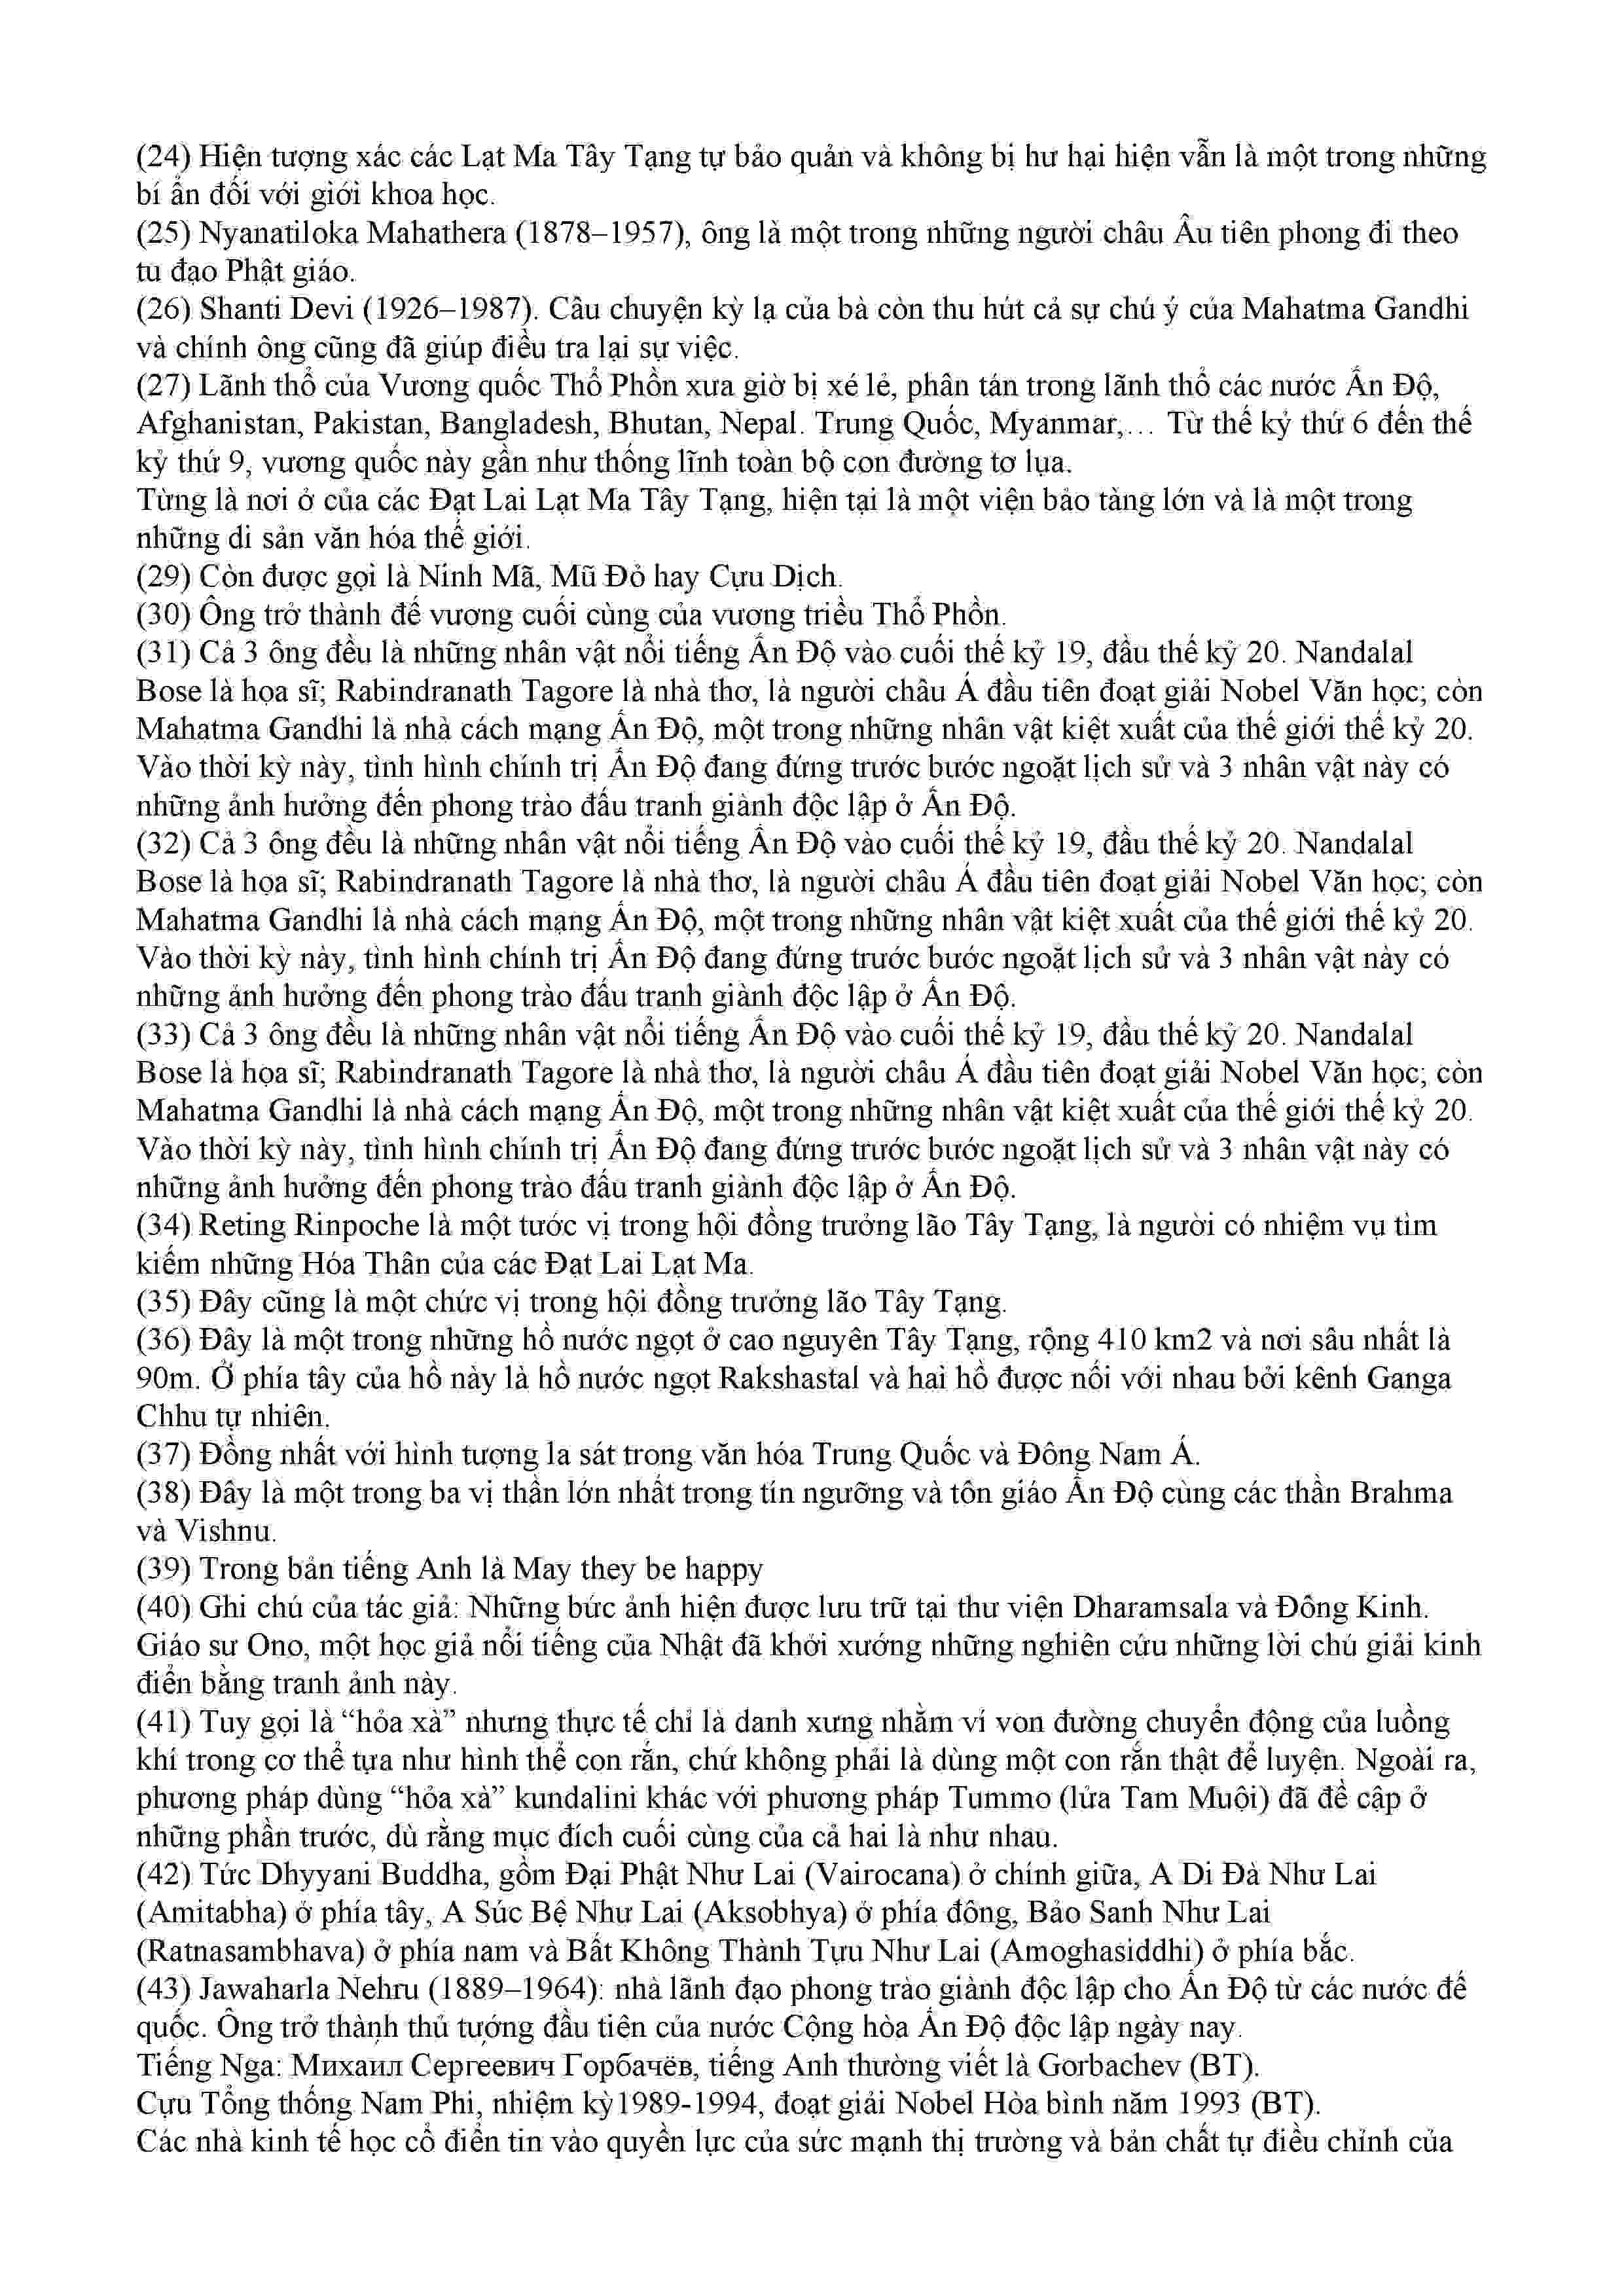 (24) Hiện tượng xác các Lạt Ma Tây Tạng tự bảo quản và không bị hư hại hiện vẫn là một trong những
bí ẩn đối với giới khoa học.
(25) Nyanatiloka Mahathera (1878–1957), ông là một trong những người châu Âu tiên phong đi theo
tu đạo Phật giáo.
(26) Shanti Devi (1926–1987). Câu chuyện kỳ lạ của bà còn thu hút cả sự chú ý của Mahatma Gandhi
và chính ông cũng đã giúp điều tra lại sự việc.
(27) Lãnh thổ của Vương quốc Thổ Phồn xưa giờ bị xé lẻ, phân tán trong lãnh thổ các nước Ấn Độ,
Afghanistan, Pakistan, Bangladesh, Bhutan, Nepal. Trung Quốc, Myanmar,… Từ thế kỷ thứ 6 đến thế
kỷ thứ 9, vương quốc này gần như thống lĩnh toàn bộ con đường tơ lụa.
Từng là nơi ở của các Đạt Lai Lạt Ma Tây Tạng, hiện tại là một viện bảo tàng lớn và là một trong
những di sản văn hóa thế giới.
(29) Còn được gọi là Ninh Mã, Mũ Đỏ hay Cựu Dịch.
(30) Ông trở thành đế vương cuối cùng của vương triều Thổ Phồn.
(31) Cả 3 ông đều là những nhân vật nổi tiếng Ấn Độ vào cuối thế kỷ 19, đầu thế kỷ 20. Nandalal
Bose là họa sĩ; Rabindranath Tagore là nhà thơ, là người châu Á đầu tiên đoạt giải Nobel Văn học; còn
Mahatma Gandhi là nhà cách mạng Ấn Độ, một trong những nhân vật kiệt xuất của thế giới thế kỷ 20.
Vào thời kỳ này, tình hình chính trị Ấn Độ đang đứng trước bước ngoặt lịch sử và 3 nhân vật này có
những ảnh hưởng đến phong trào đấu tranh giành độc lập ở Ấn Độ.
(32) Cả 3 ông đều là những nhân vật nổi tiếng Ấn Độ vào cuối thế kỷ 19, đầu thế kỷ 20. Nandalal
Bose là họa sĩ; Rabindranath Tagore là nhà thơ, là người châu Á đầu tiên đoạt giải Nobel Văn học; còn
Mahatma Gandhi là nhà cách mạng Ấn Độ, một trong những nhân vật kiệt xuất của thế giới thế kỷ 20.
Vào thời kỳ này, tình hình chính trị Ấn Độ đang đứng trước bước ngoặt lịch sử và 3 nhân vật này có
những ảnh hưởng đến phong trào đấu tranh giành độc lập ở Ấn Độ.
(33) Cả 3 ông đều là những nhân vật nổi tiếng Ấn Độ vào cuối thế kỷ 19, đầu thế kỷ 20. Nandalal
Bose là họa sĩ; Rabindranath Tagore là nhà thơ, là người châu Á đầu tiên đoạt giải Nobel Văn học; còn
Mahatma Gandhi là nhà cách mạng Ấn Độ, một trong những nhân vật kiệt xuất của thế giới thế kỷ 20.
Vào thời kỳ này, tình hình chính trị Ấn Độ đang đứng trước bước ngoặt lịch sử và 3 nhân vật này có
những ảnh hưởng đến phong trào đấu tranh giành độc lập ở Ấn Độ.
(34) Reting Rinpoche là một tước vị trong hội đồng trưởng lão Tây Tạng, là người có nhiệm vụ tìm
kiếm những Hóa Thân của các Đạt Lai Lạt Ma.
(35) Đây cũng là một chức vị trong hội đồng trưởng lão Tây Tạng.
(36) Đây là một trong những hồ nước ngọt ở cao nguyên Tây Tạng, rộng 410 km2 và nơi sâu nhất là
90m. Ở phía tây của hồ này là hồ nước ngọt Rakshastal và hai hồ được nối với nhau bởi kênh Ganga
Chhu tự nhiên.
(37) Đồng nhất với hình tượng la sát trong văn hóa Trung Quốc và Đông Nam Á.
(38) Đây là một trong ba vị thần lớn nhất trong tín ngưỡng và tôn giáo Ấn Độ cùng các thần Brahma
và Vishnu.
(39) Trong bản tiếng Anh là May they be happy
(40) Ghi chú của tác giả: Những bức ảnh hiện được lưu trữ tại thư viện Dharamsala và Đông Kinh.
Giáo sư Ono, một học giả nổi tiếng của Nhật đã khởi xướng những nghiên cứu những lời chú giải kinh
điển bằng tranh ảnh này.
(41) Tuy gọi là “hỏa xà” nhưng thực tế chỉ là danh xưng nhằm ví von đường chuyển động của luồng
khí trong cơ thể tựa như hình thể con rắn, chứ không phải là dùng một con rắn thật để luyện. Ngoài ra,
phương pháp dùng “hỏa xà” kundalini khác với phương pháp Tummo (lửa Tam Muội) đã đề cập ở
những phần trước, dù rằng mục đích cuối cùng của cả hai là như nhau.
(42) Tức Dhyyani Buddha, gồm Đại Phật Như Lai (Vairocana) ở chính giữa, A Di Đà Như Lai
(Amitabha) ở phía tây, A Súc Bệ Như Lai (Aksobhya) ở phía đông, Bảo Sanh Như Lai
(Ratnasambhava) ở phía nam và Bất Không Thành Tựu Như Lai (Amoghasiddhi) ở phía bắc.
(43) Jawaharla Nehru (1889–1964): nhà lãnh đạo phong trào giành độc lập cho Ấn Độ từ các nước đế
quốc. Ông trở thành thủ tướng đầu tiên của nước Cộng hòa Ấn Độ độc lập ngày nay.
Tiếng Nga: Михаи́л Серге́евич Горбачёв, tiếng Anh thường viết là Gorbachev (BT).
Cựu Tổng thống Nam Phi, nhiệm kỳ1989-1994, đoạt giải Nobel Hòa bình năm 1993 (BT).
Các nhà kinh tế học cổ điển tin vào quyền lực của sức mạnh thị trường và bản chất tự điều chỉnh của